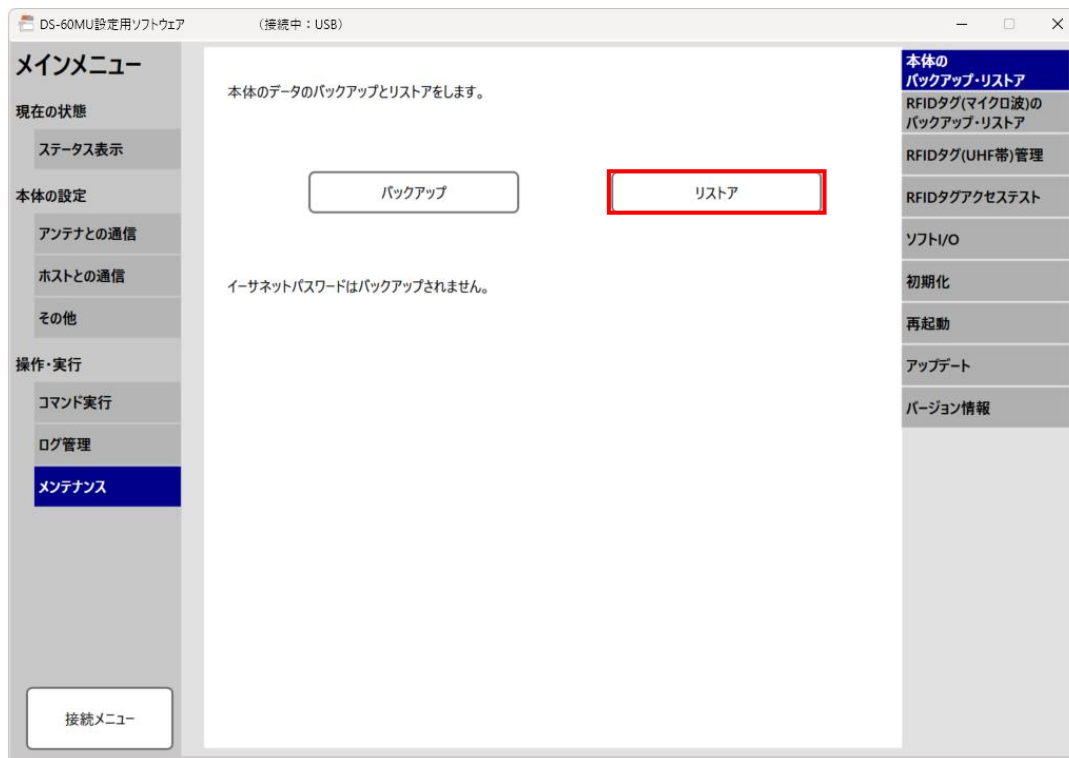 DS-60MU設定用ソフトウェア （接続中：USB）
メインメニュー
現在の状態
ステータス表示
本体の設定
アンテナとの通信
ホストとの通信
その他
操作・実行
コマンド実行
ログ管理
メンテナンス
接続メニュー
本体のデータのバックアップとリストアをします。
バックアップ
リストア
イーサネットパスワードはバックアップされません。
本体の
バックアップ・リストア
RFIDタグ(マイクロ波)の
バックアップ・リストア
RFIDタグ(UHF帯)管理
RFIDタグアクセステスト
ソフトI/O
初期化
再起動
アップデート
バージョン情報